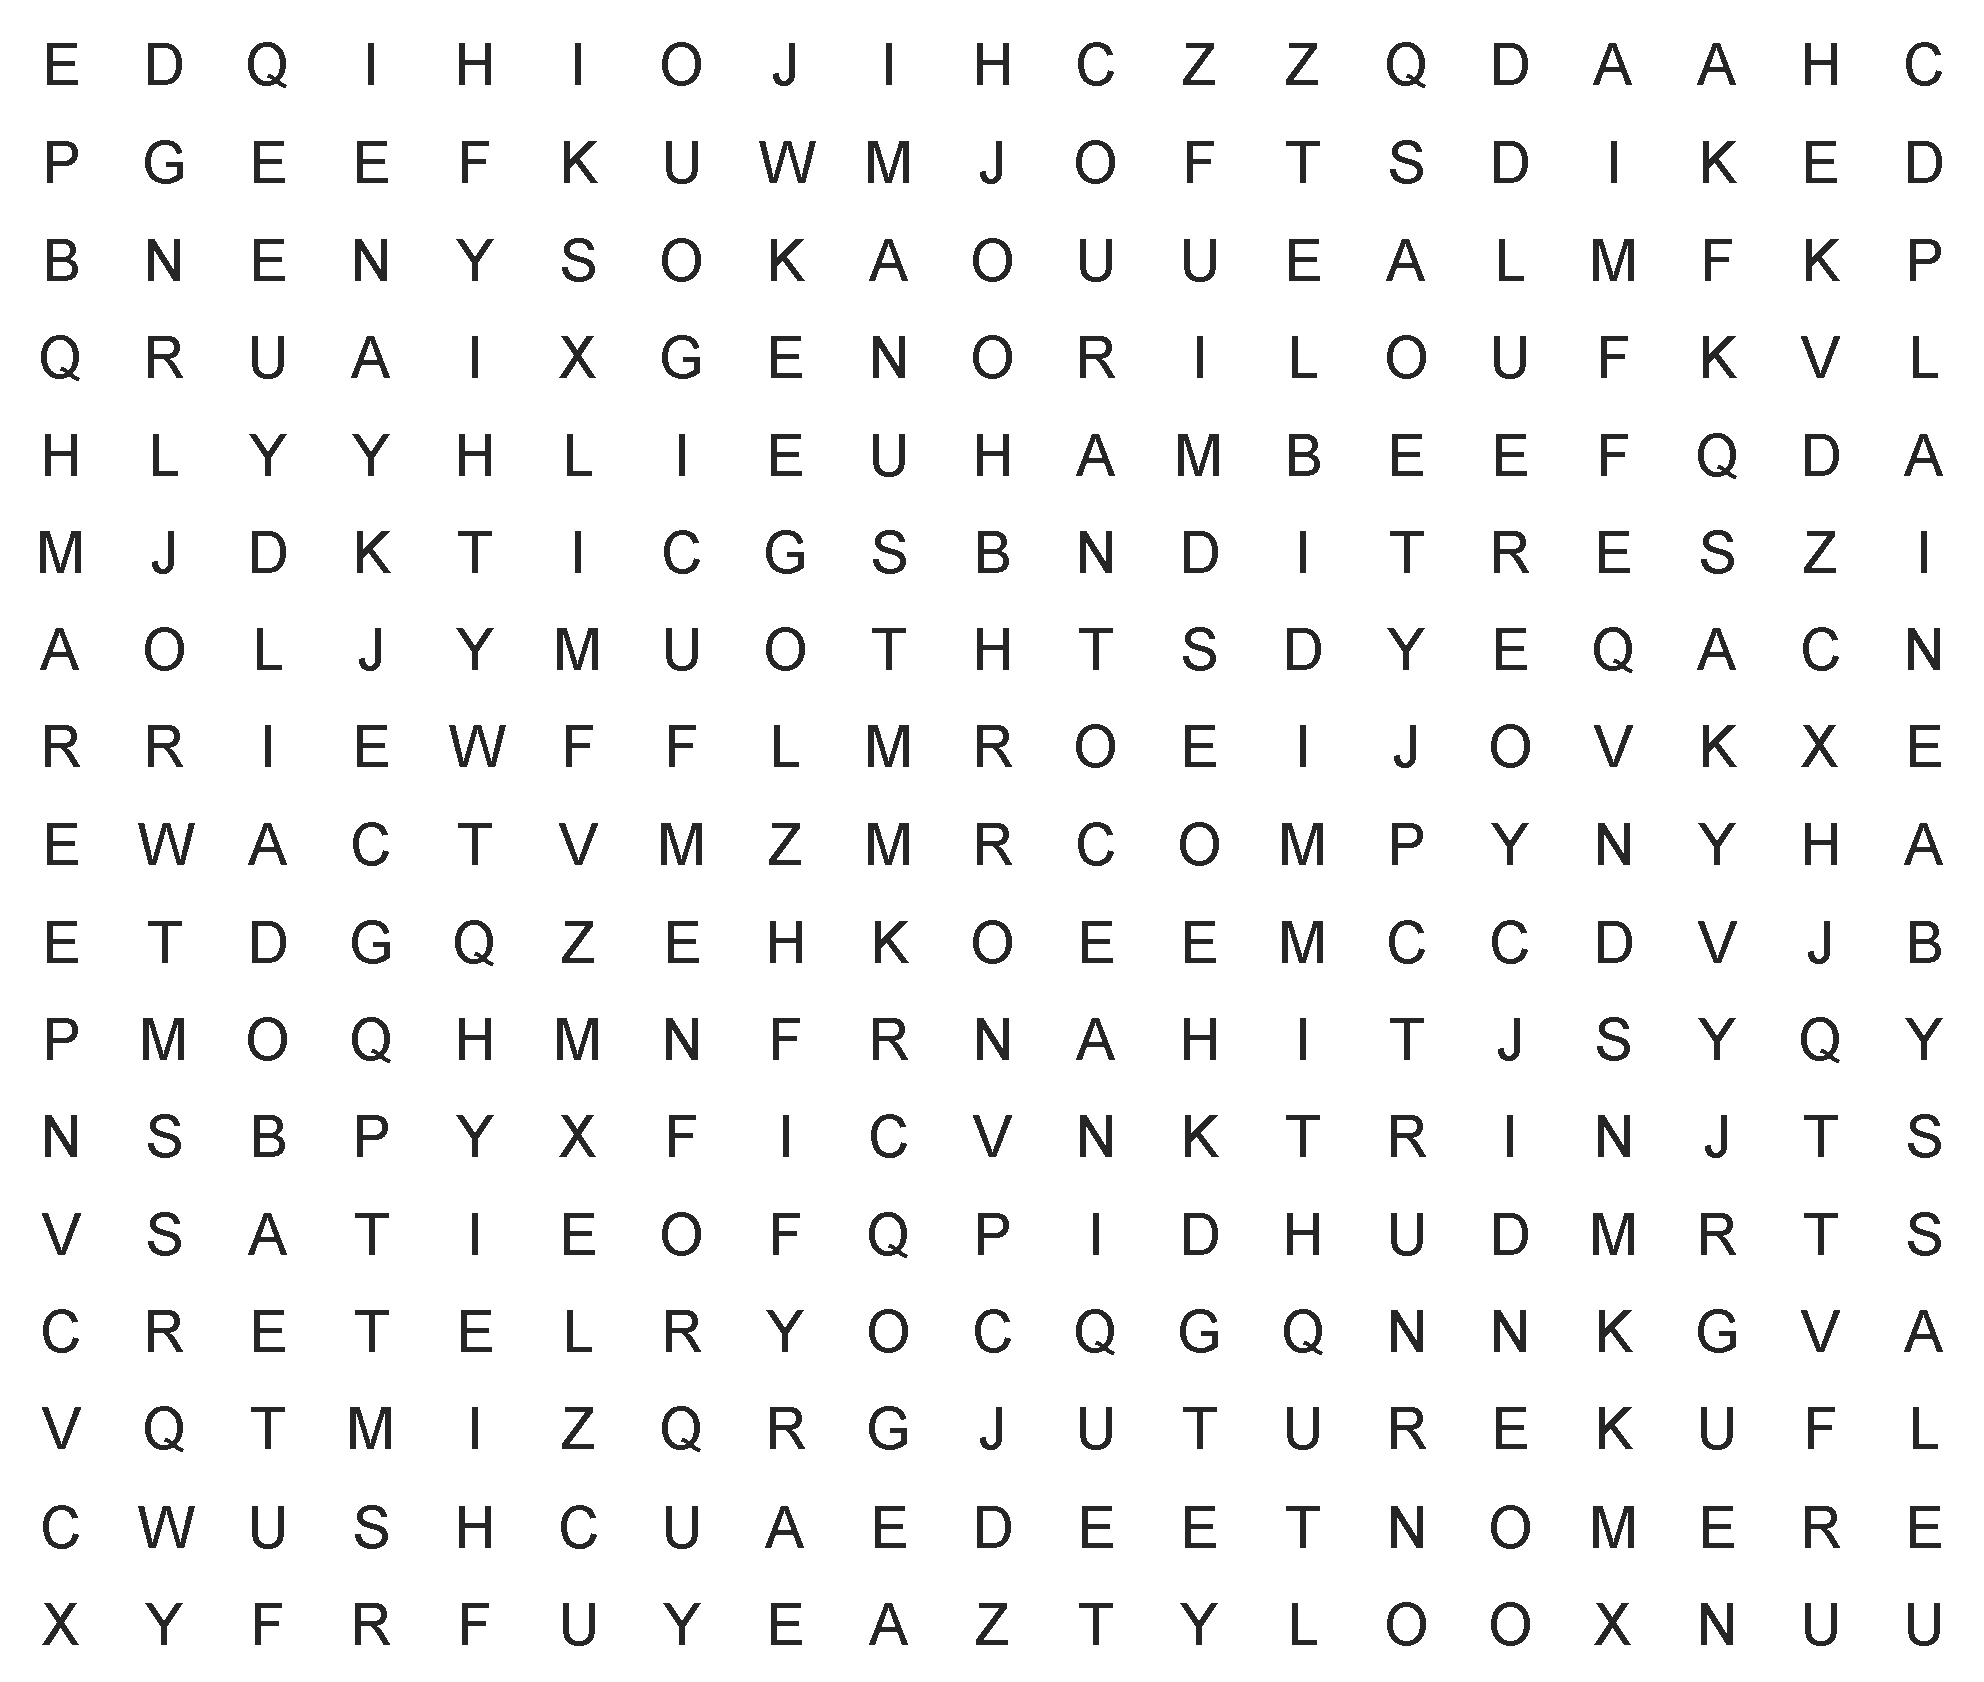 E D Q I H I O J I H C Z Z Q D A A H C
P G E E F K U W M J O F T S D I K E D
B N E N Y S O K A O U U E A L M F K P
Q R U A I X G E N O R I L O U F K V L
H L Y Y H L I E U H A M B E E F Q D A
M J D K T I C G S B N D I T R E S Z I
A O L J Y M U O T H T S D Y E Q A C N
R R I E W F F L M R O E I J O V K X E
E W A C T V M Z M R C O M P Y N Y H A
E T D G Q Z E H K O E E M C C D V J B
P M O Q H M N F R N A H I T J S Y Q Y
N S B P Y X F I C V N K T R I N J T S
V S A T I E O F Q P I D H U D M R T S
C R E T E L R Y O C Q G Q N N K G V A
V Q T M I Z Q R G J U T U R E K U F L
C W U S H C U A E D E E T N O M E R E
X Y F R F U Y E A Z T Y L O O X N U U